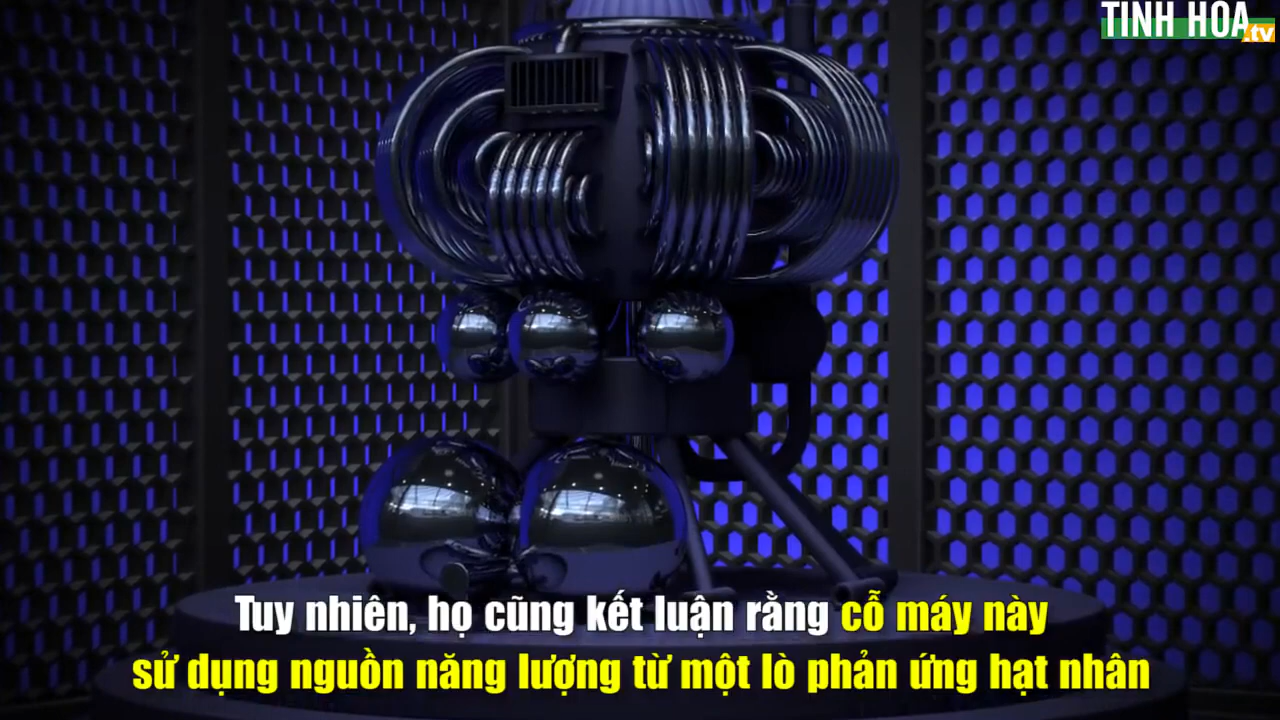 TINH HOA
.tv
Tuy nhiên, họ cũng kết luận rằng cỗ máy này
sử dụng nguồn năng lượng từ một lò phản ứng hạt nhân